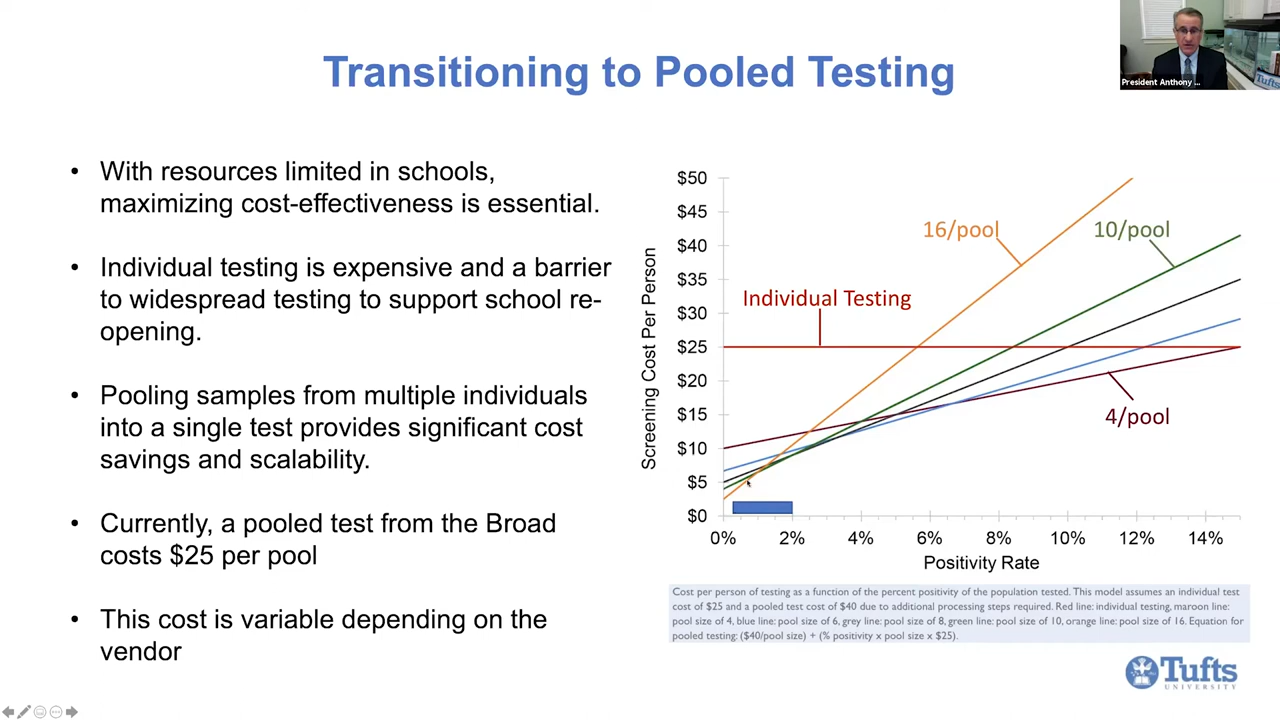 President Anthony ...
Tufts
Transitioning to Pooled Testing
• With resources limited in schools,
maximizing cost-effectiveness is essential.
• Individual testing is expensive and a barrier
to widespread testing to support school re-
opening.
• Pooling samples from multiple individuals
into a single test provides significant cost
savings and scalability.
• Currently, a pooled test from the Broad
costs $25 per pool
• This cost is variable depending on the
vendor
Screening Cost Per Person
$50
$45
$40
$35
$30
$25
$20
$15
$10
$5
$0
16/pool
10/pool
Individual Testing
4/pool
0% 2% 4% 6% 8% 10% 12% 14%
Positivity Rate
Cost per person of testing as a function of the percent positivity of the population tested. This model assumes an individual test
cost of $25 and a pooled test cost of $40 due to additional processing steps required. Red line: individual testing, maroon line:
pool size of 4, blue line: pool size of 6, grey line: pool size of 8, green line: pool size of 10, orange line: pool size of 16. Equation for
pooled testing: ($40/pool size) + (% positivity x pool size x $25).
Tufts
UNIVERSITY